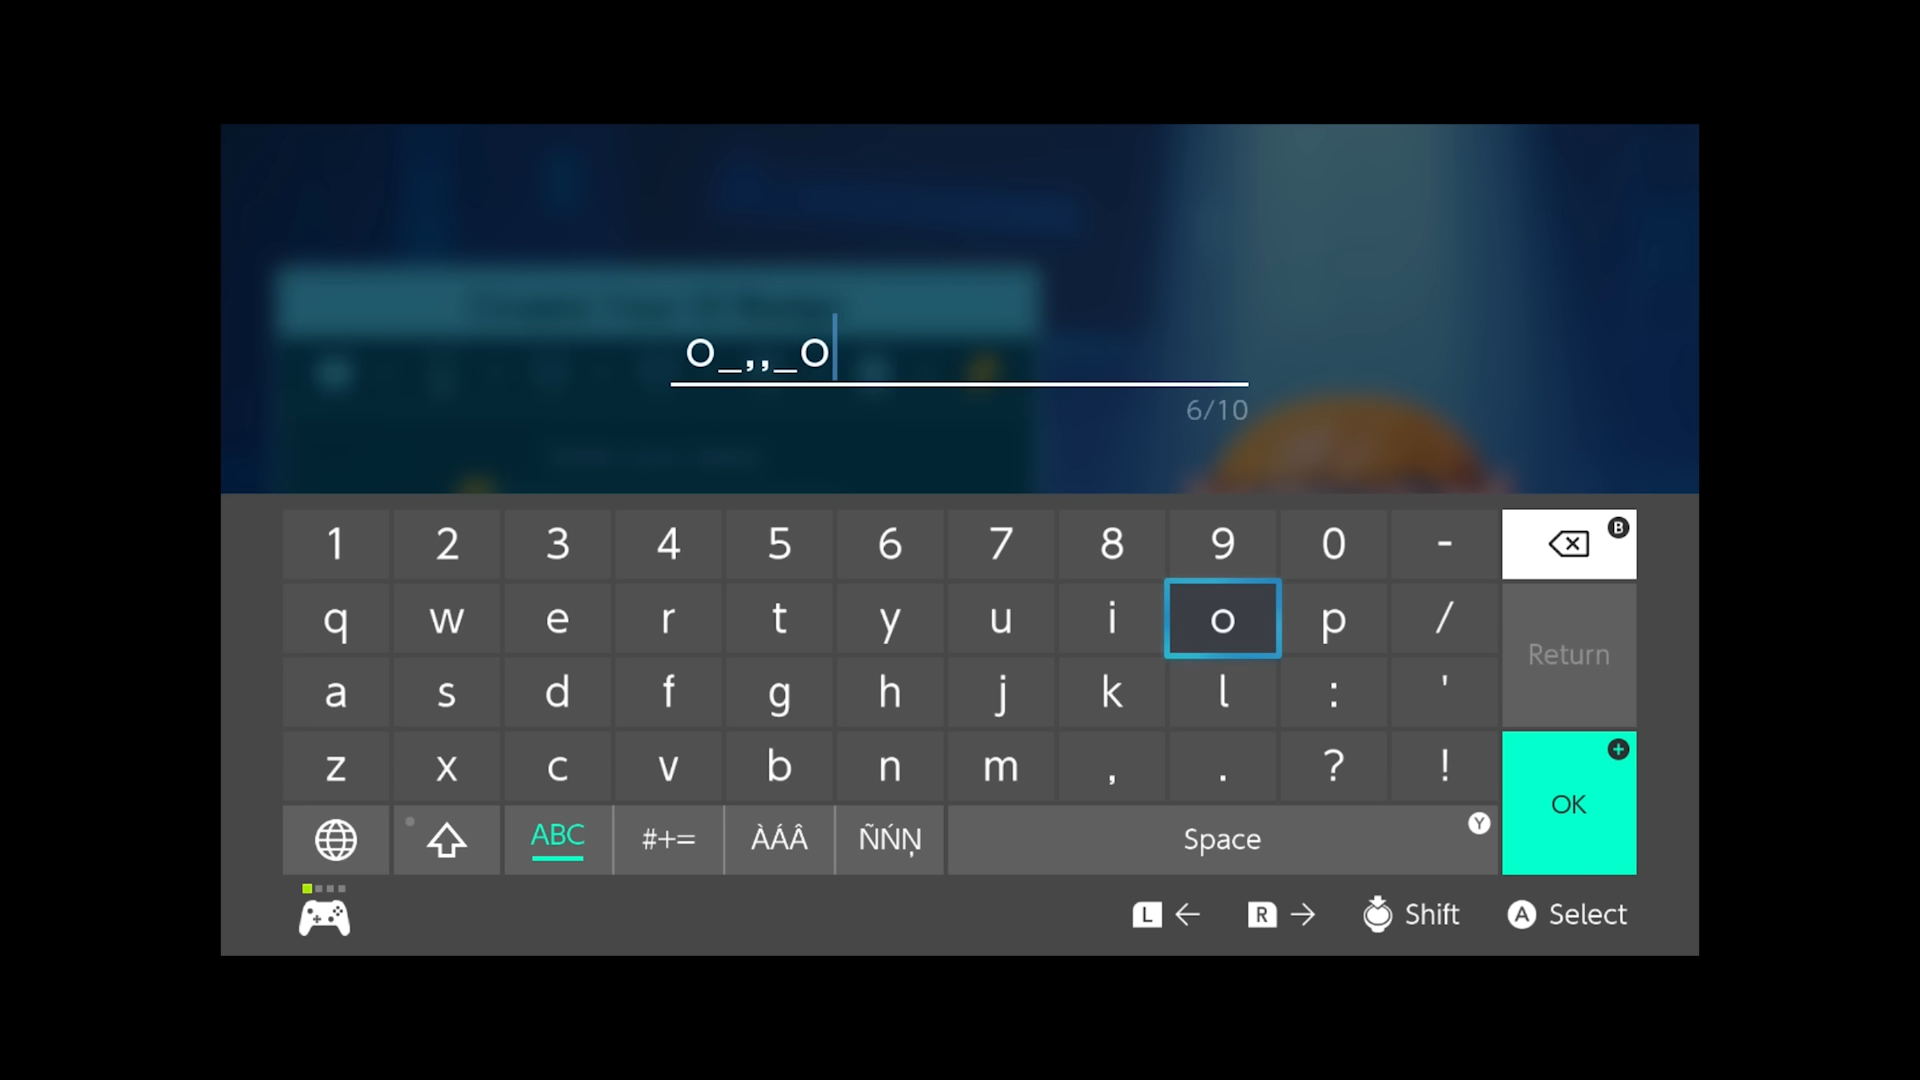 O_,,_O
6/10
1 2 3 4 5 6 7 8 9 0 - B
q w e r t y u i o p / Return
a s d f g h j k l : '
z x c v b n m , . ? ! + OK
ABC #+= ÀÁÂ ÑŃŅ Space Y
L ← R → Shift A Select